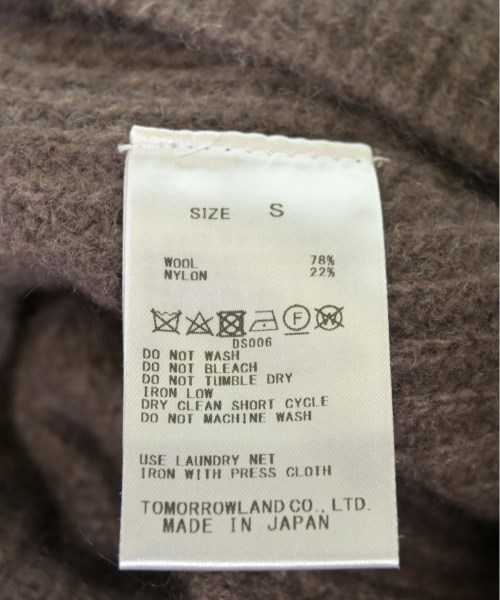 SIZE S
WOOL 78%
NYLON 22%
F W
DS006
DO NOT WASH
DO NOT BLEACH
DO NOT TUMBLE DRY
IRON LOW
DRY CLEAN SHORT CYCLE
DO NOT MACHINE WASH
USE LAUNDRY NET
IRON WITH PRESS CLOTH
TOMORROWLAND CO., LTD.
MADE IN JAPAN